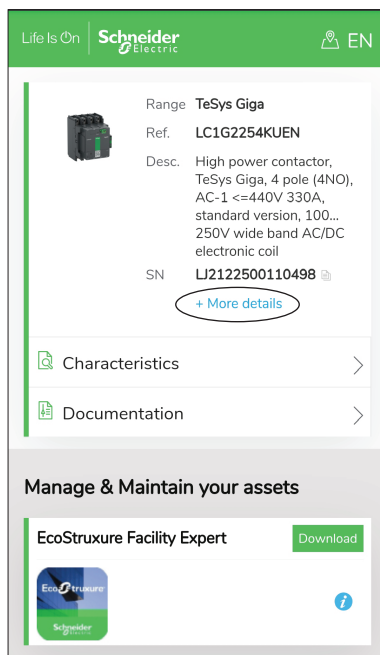 Life Is On Schneider Electric EN
Range TeSys Giga
Ref. LC1G2254KUEN
Desc. High power contactor,
TeSys Giga, 4 pole (4NO),
AC-1 <=440V 330A,
standard version, 100...
250V wide band AC/DC
electronic coil
SN LJ2122500110498
+ More details
Characteristics
Documentation
Manage & Maintain your assets
EcoStruxure Facility Expert Download
EcoStruxure
Schneider
Electric